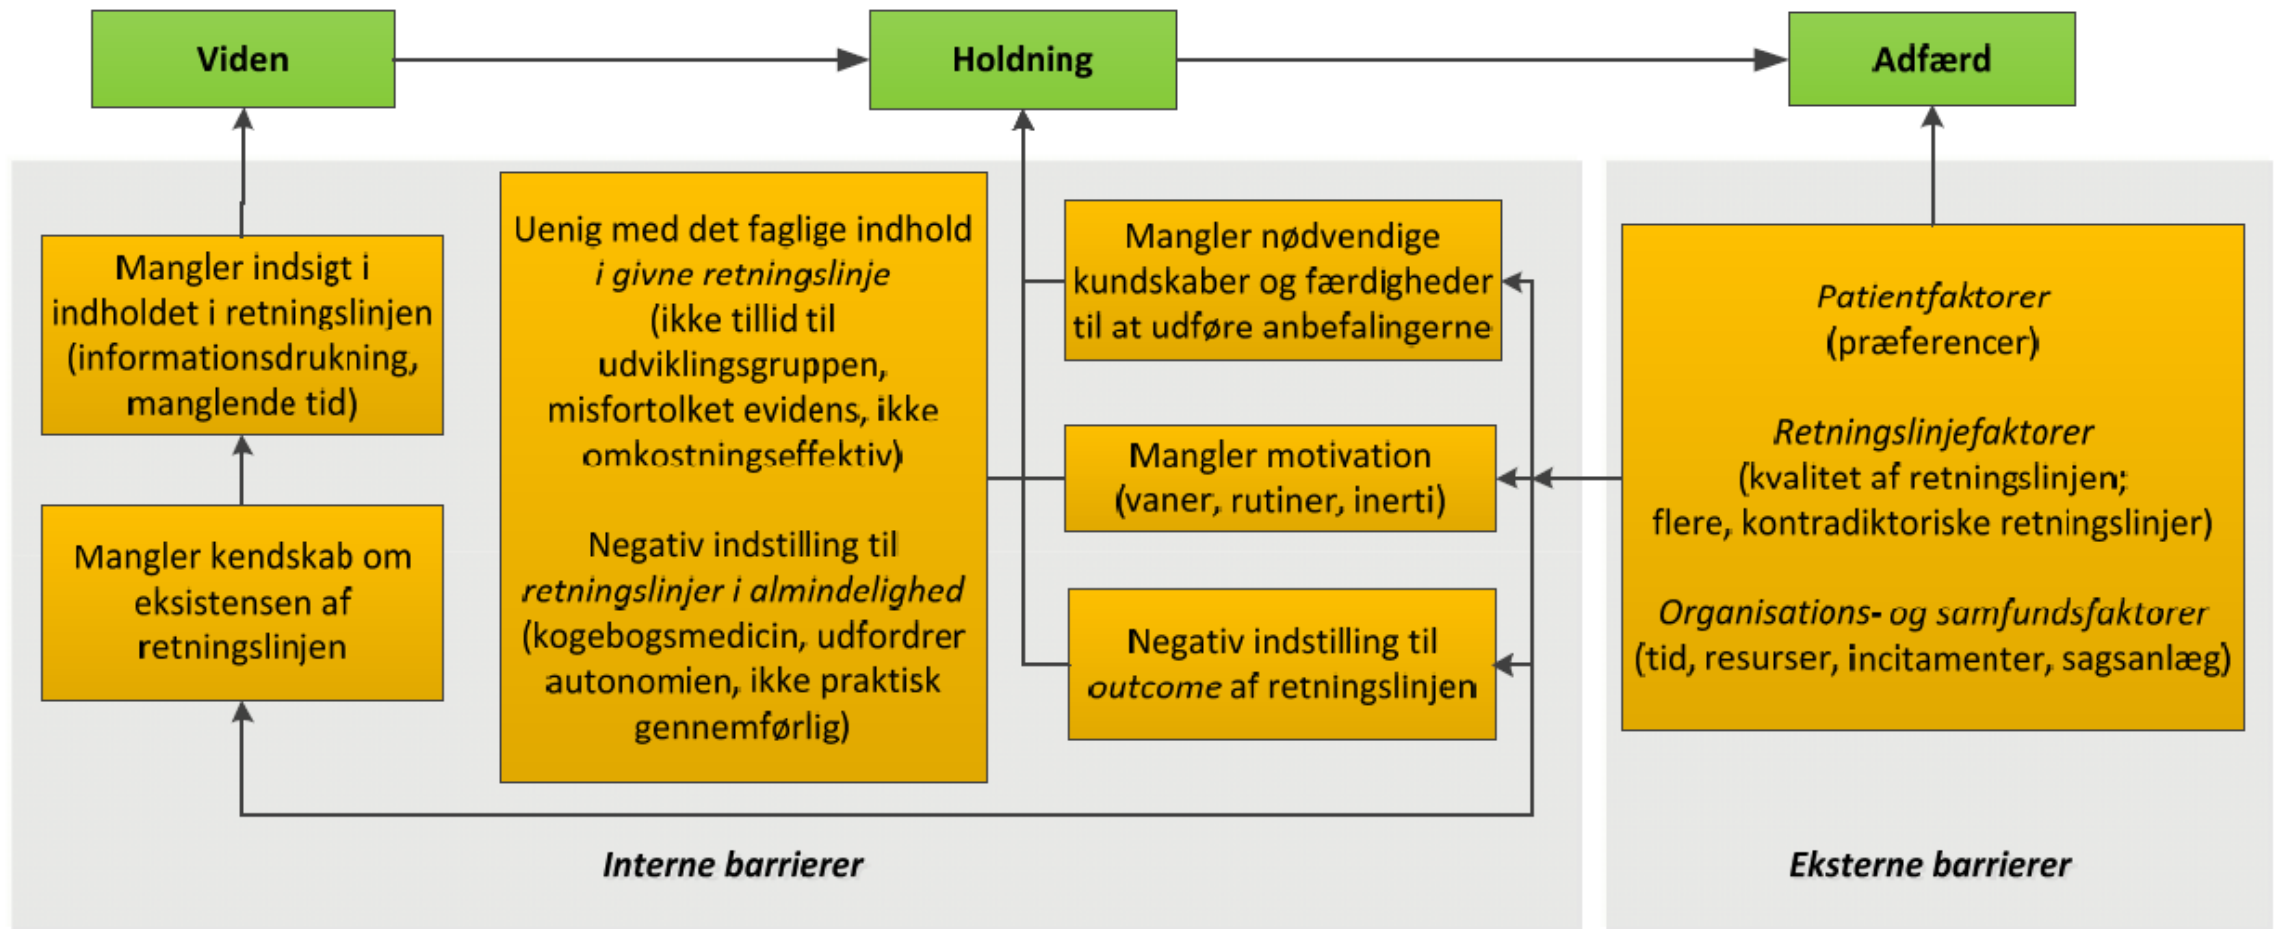 Viden
Holdning
Adfærd
Mangler indsigt i
indholdet i retningslinjen
(informationsdrukning,
manglende tid)
Mangler kendskab om
eksistensen af
retningslinjen
Uenig med det faglige indhold
i givne retningslinje
(ikke tillid til
udviklingsgruppen,
misfortolket evidens, ikke
omkostningseffektiv)
Negativ indstilling til
retningslinjer i almindelighed
(kogebogsmedicin, udfordrer
autonomien, ikke praktisk
gennemførlig)
Mangler nødvendige
kundskaber og færdigheder
til at udføre anbefalingerne
Mangler motivation
(vaner, rutiner, inerti)
Negativ indstilling til
outcome af retningslinjen
Patientfaktorer
(præferencer)
Retningslinjefaktorer
(kvalitet af retningslinjen;
flere, kontradiktoriske retningslinjer)
Organisations- og samfundsfaktorer
(tid, resurser, incitamenter, sagsanlæg)
Interne barrierer
Eksterne barrierer